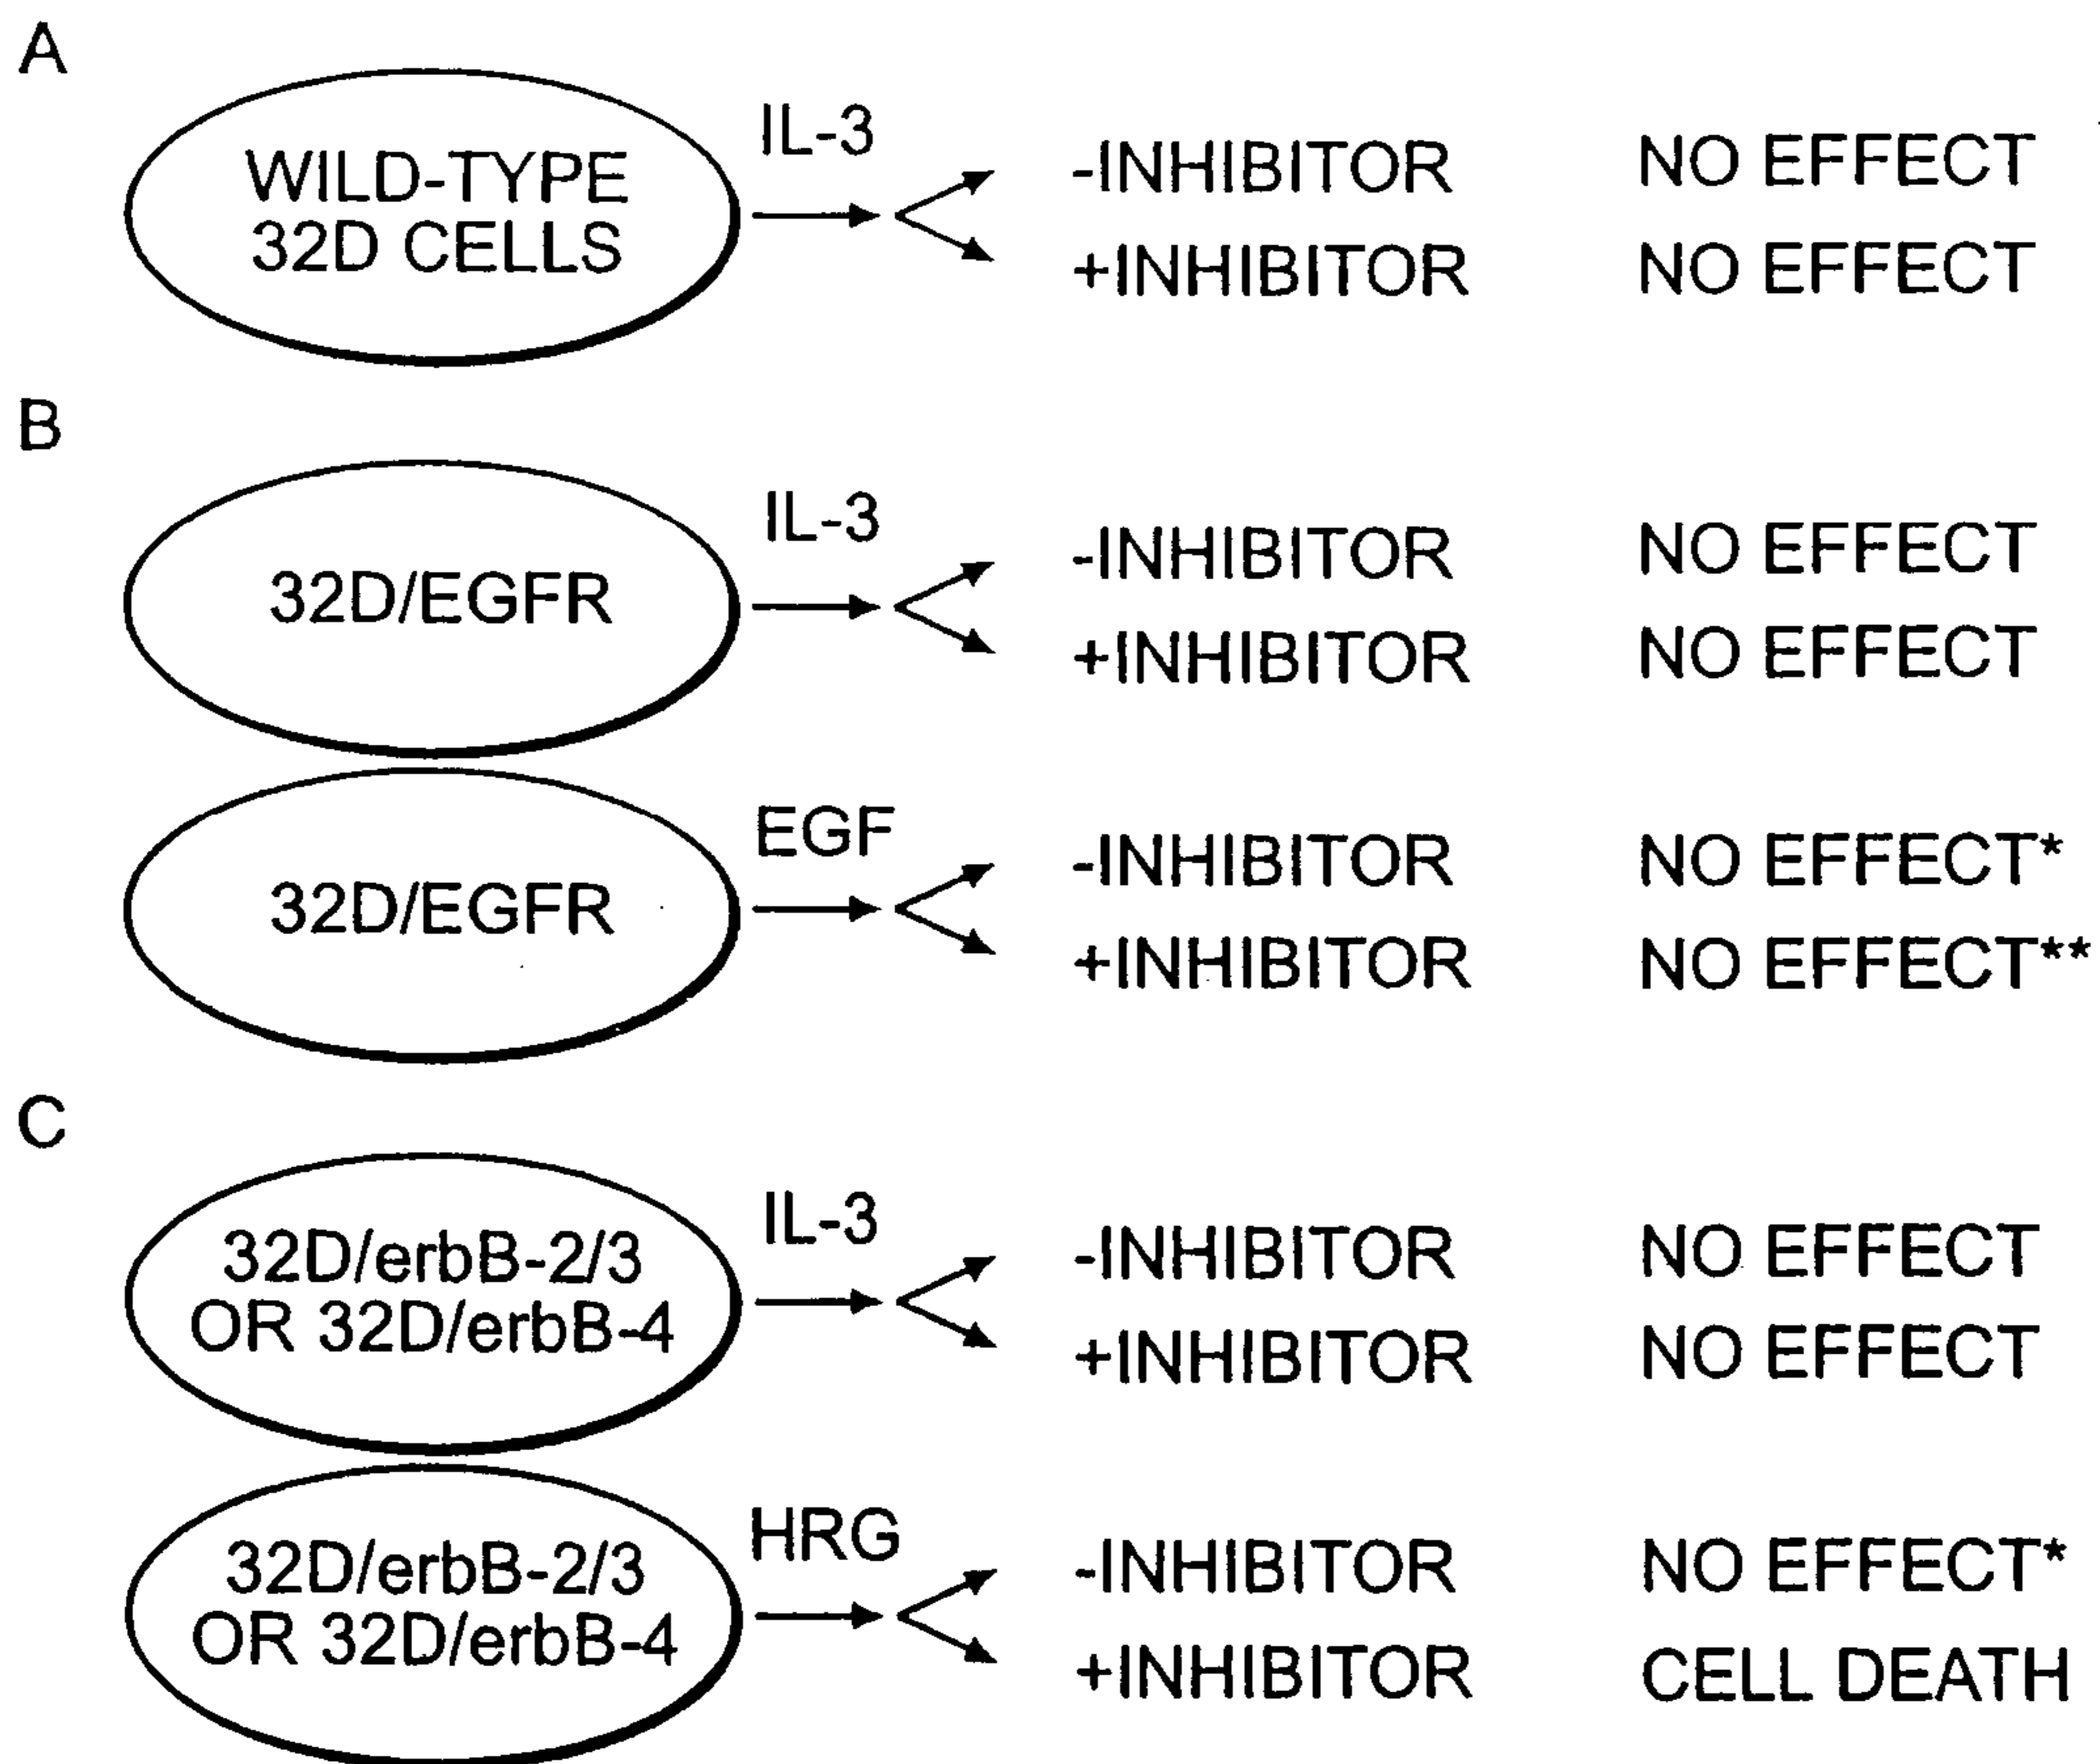 A
WILD-TYPE
32D CELLS
IL-3
-INHIBITOR NO EFFECT
+INHIBITOR NO EFFECT
B
32D/EGFR
IL-3
-INHIBITOR NO EFFECT
+INHIBITOR NO EFFECT
32D/EGFR
EGF
-INHIBITOR NO EFFECT*
+INHIBITOR NO EFFECT**
C
32D/erbB-2/3
OR 32D/erbB-4
IL-3
-INHIBITOR NO EFFECT
+INHIBITOR NO EFFECT
32D/erbB-2/3
OR 32D/erbB-4
HRG
-INHIBITOR NO EFFECT*
+INHIBITOR CELL DEATH